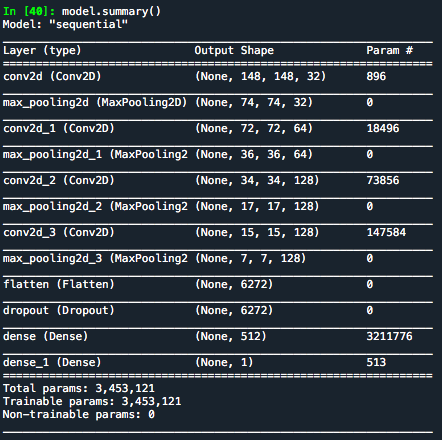 In [40]: model.summary()
Model: "sequential"
_________________________________________________________________
Layer (type)                 Output Shape              Param #
=================================================================
conv2d (Conv2D)              (None, 148, 148, 32)      896
_________________________________________________________________
max_pooling2d (MaxPooling2D) (None, 74, 74, 32)        0
_________________________________________________________________
conv2d_1 (Conv2D)            (None, 72, 72, 64)        18496
_________________________________________________________________
max_pooling2d_1 (MaxPooling2 (None, 36, 36, 64)        0
_________________________________________________________________
conv2d_2 (Conv2D)            (None, 34, 34, 128)       73856
_________________________________________________________________
max_pooling2d_2 (MaxPooling2 (None, 17, 17, 128)       0
_________________________________________________________________
conv2d_3 (Conv2D)            (None, 15, 15, 128)       147584
_________________________________________________________________
max_pooling2d_3 (MaxPooling2 (None, 7, 7, 128)         0
_________________________________________________________________
flatten (Flatten)            (None, 6272)              0
_________________________________________________________________
dropout (Dropout)            (None, 6272)              0
_________________________________________________________________
dense (Dense)                (None, 512)               3211776
_________________________________________________________________
dense_1 (Dense)              (None, 1)                 513
=================================================================
Total params: 3,453,121
Trainable params: 3,453,121
Non-trainable params: 0
_________________________________________________________________